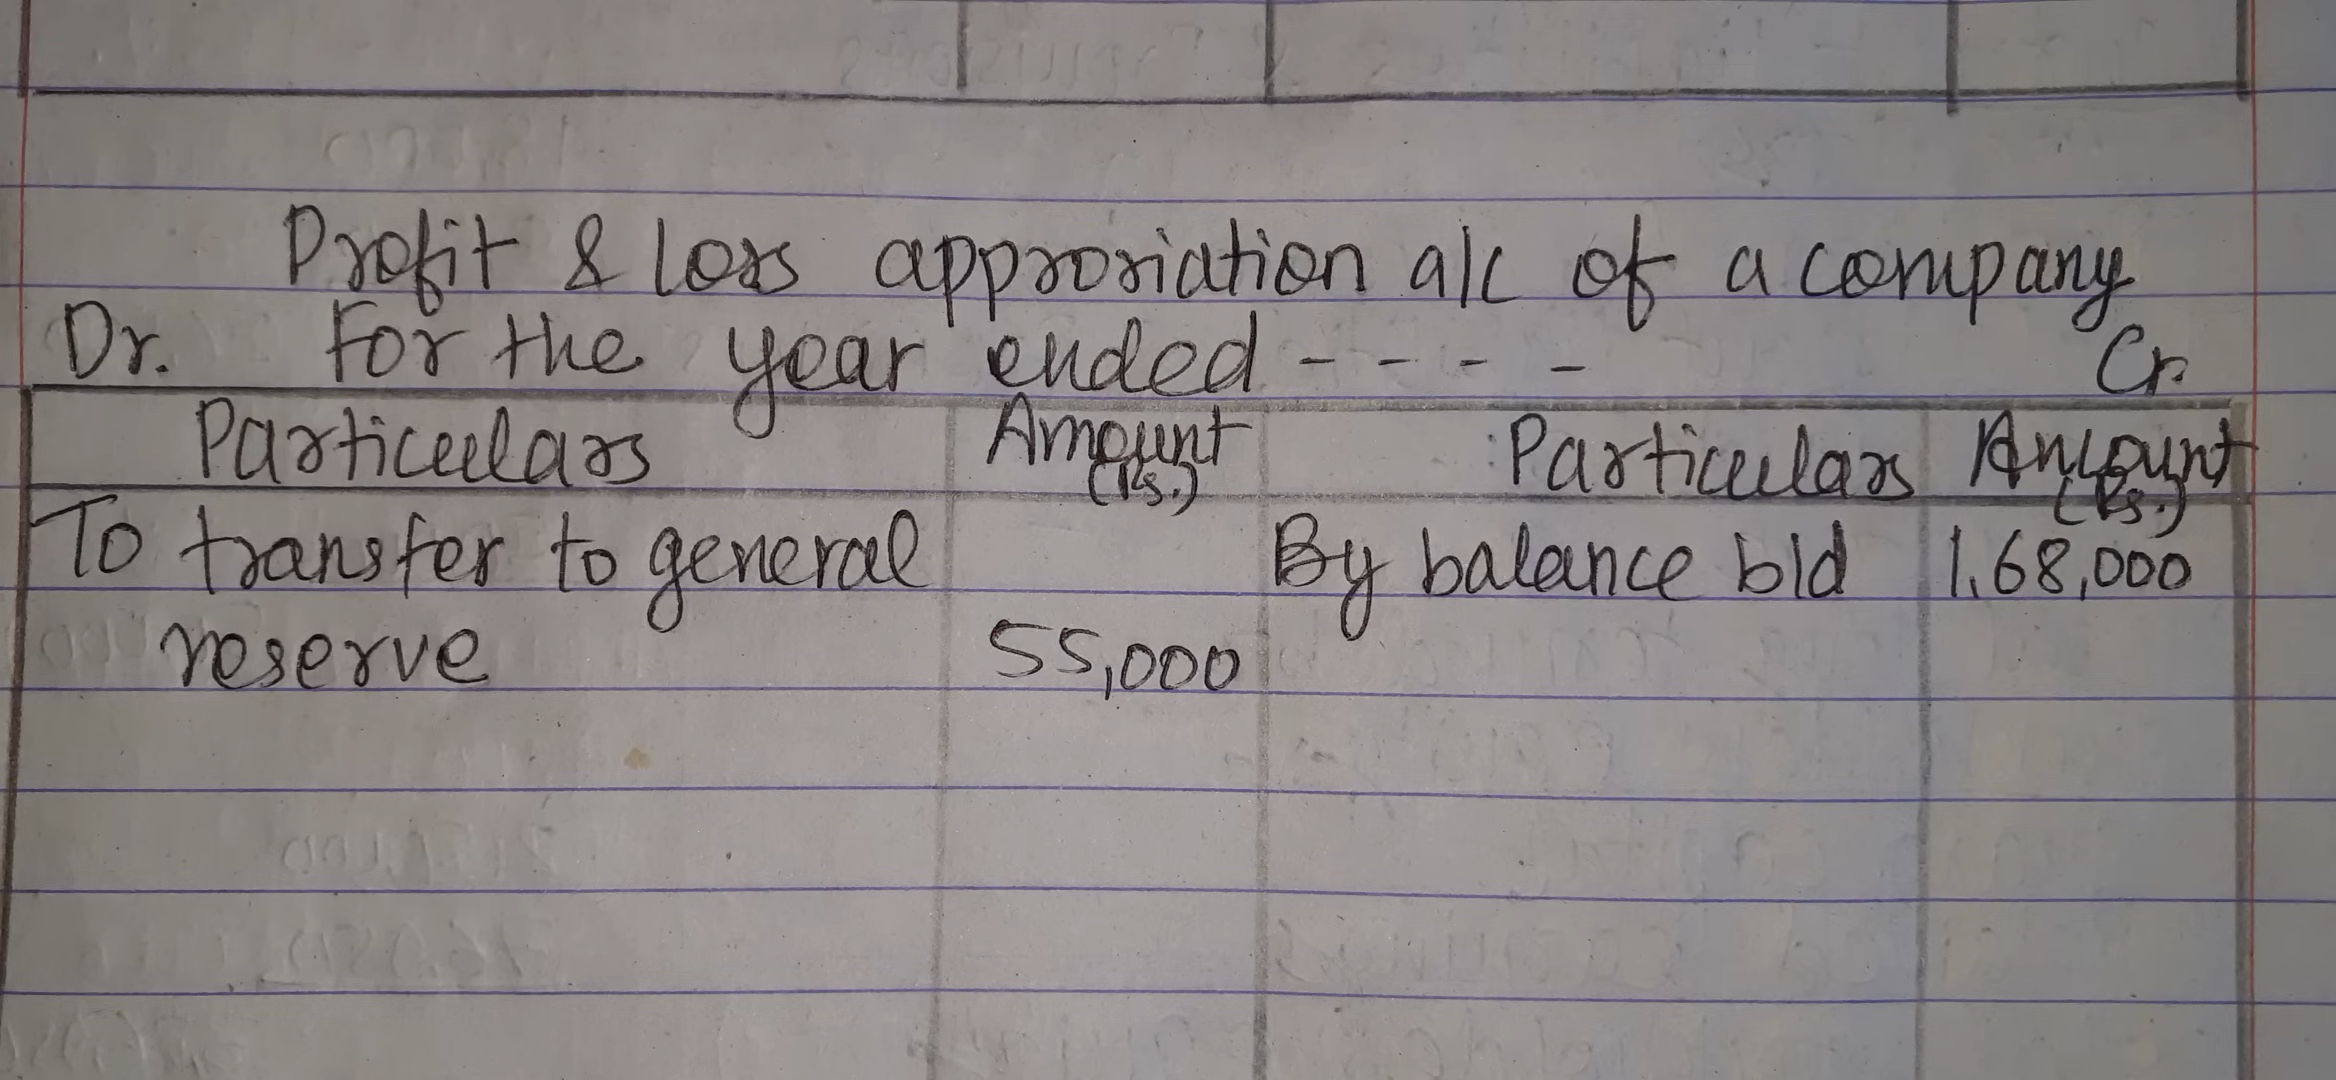 Profit & loss approriation a/c of a company
Dr. For the year ended - - - - Cr.
Particulars Amount (Rs.) Particulars Amount (Rs.)
To transfer to general By balance b/d 1,68,000
reserve 55,000